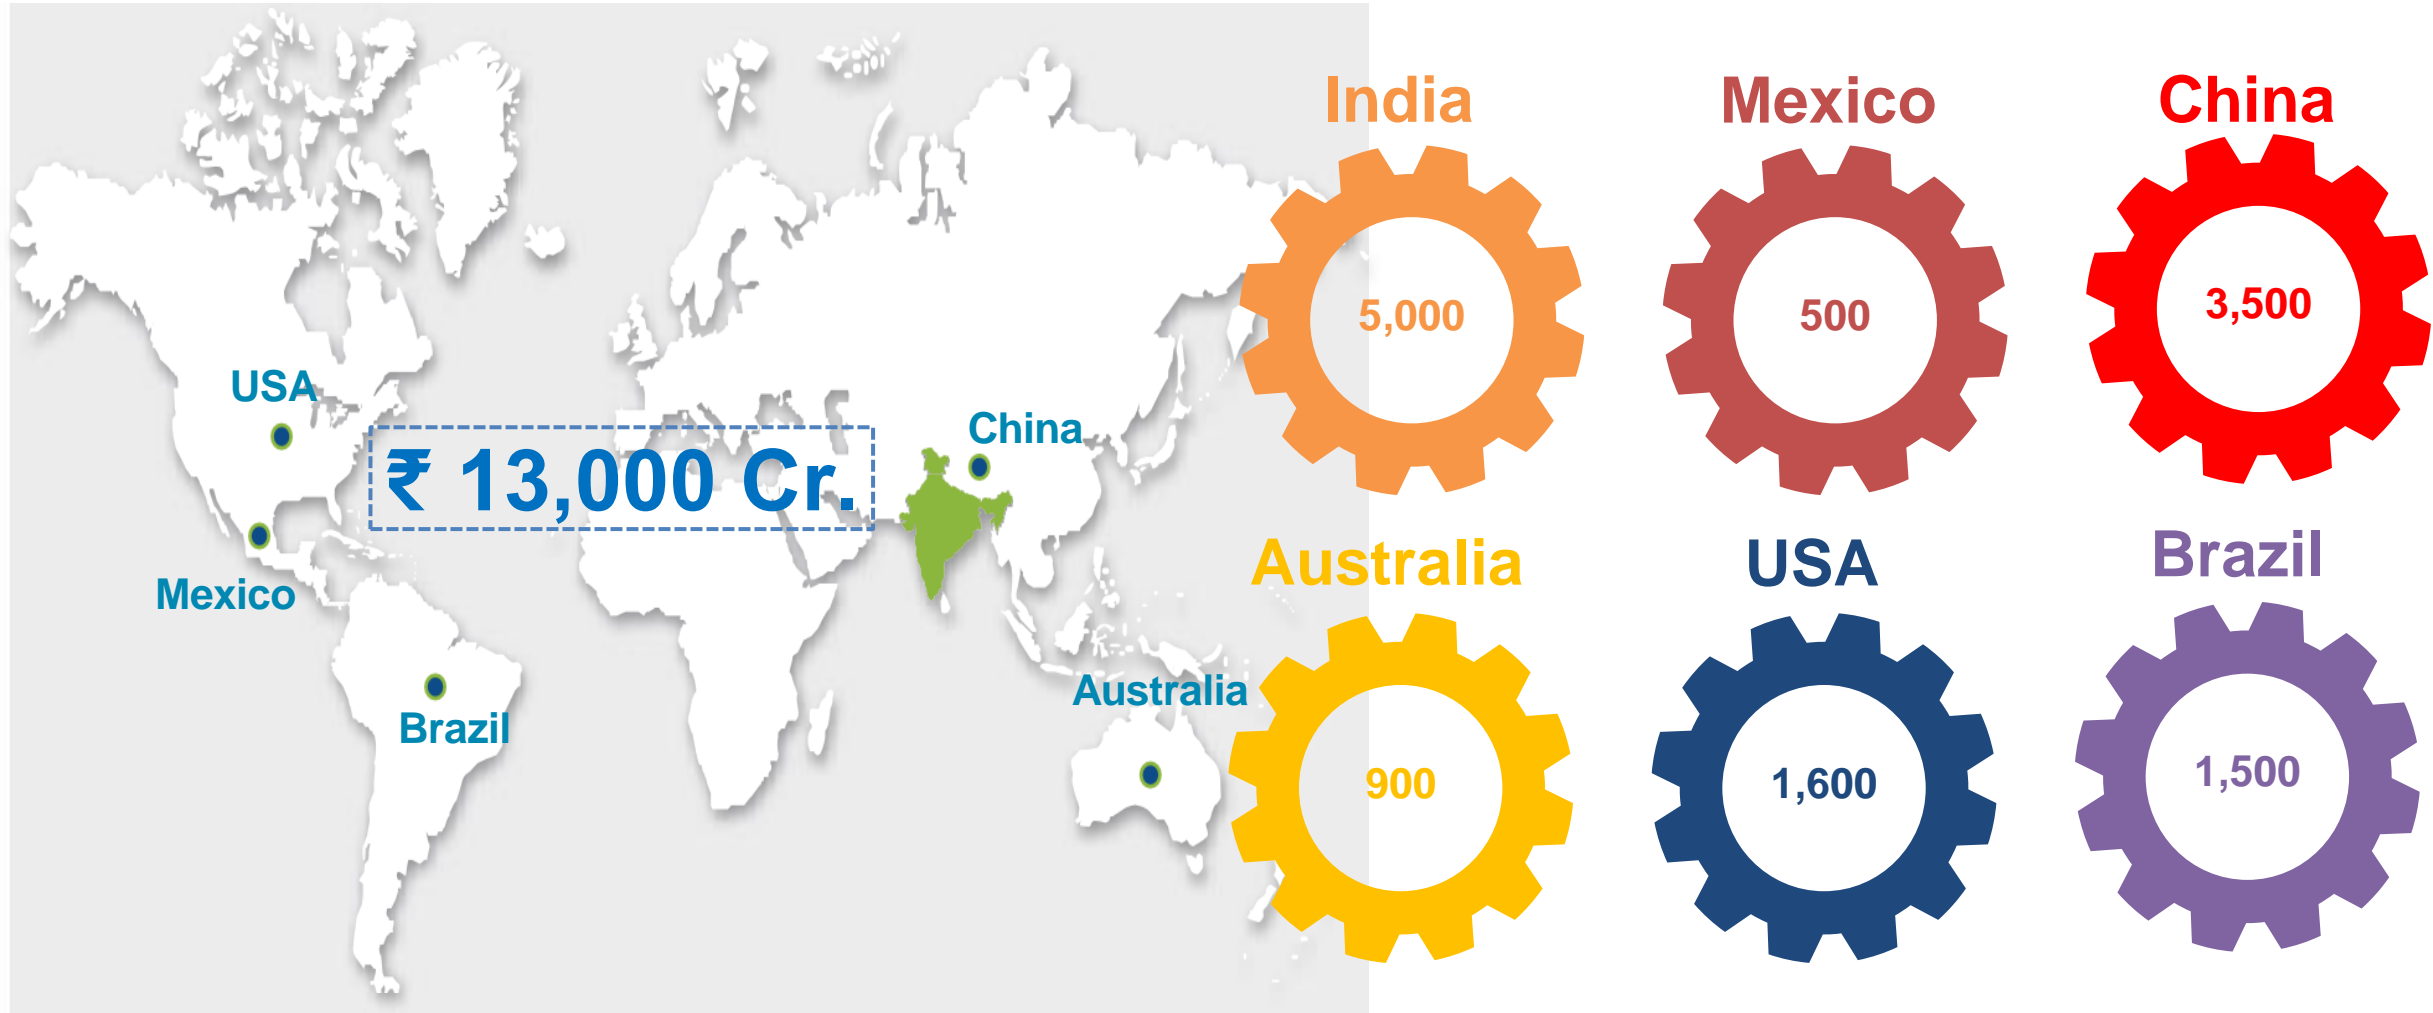 USA
China
₹ 13,000 Cr.
Mexico
Australia
Brazil
India
5,000
Mexico
500
China
3,500
Australia
900
USA
1,600
Brazil
1,500